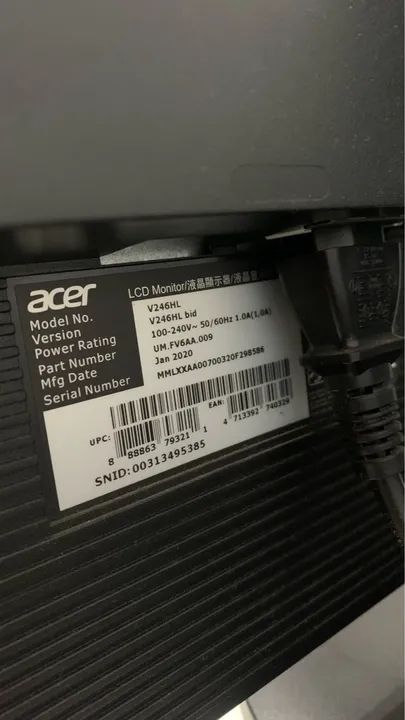 acer
LCD Monitor/液晶顯示器/液晶
Model No. V246HL
Version V246HL bid
Power Rating 100-240V~ 50/60Hz 1.0A(1,0A)
Part Number UM.FV6AA.009
Mfg Date Jan 2020
Serial Number MMLXXAA00700320F29B5B6
UPC: 8 88863 79321 1
EAN: 4 713392 740329
SNID: 00313495385